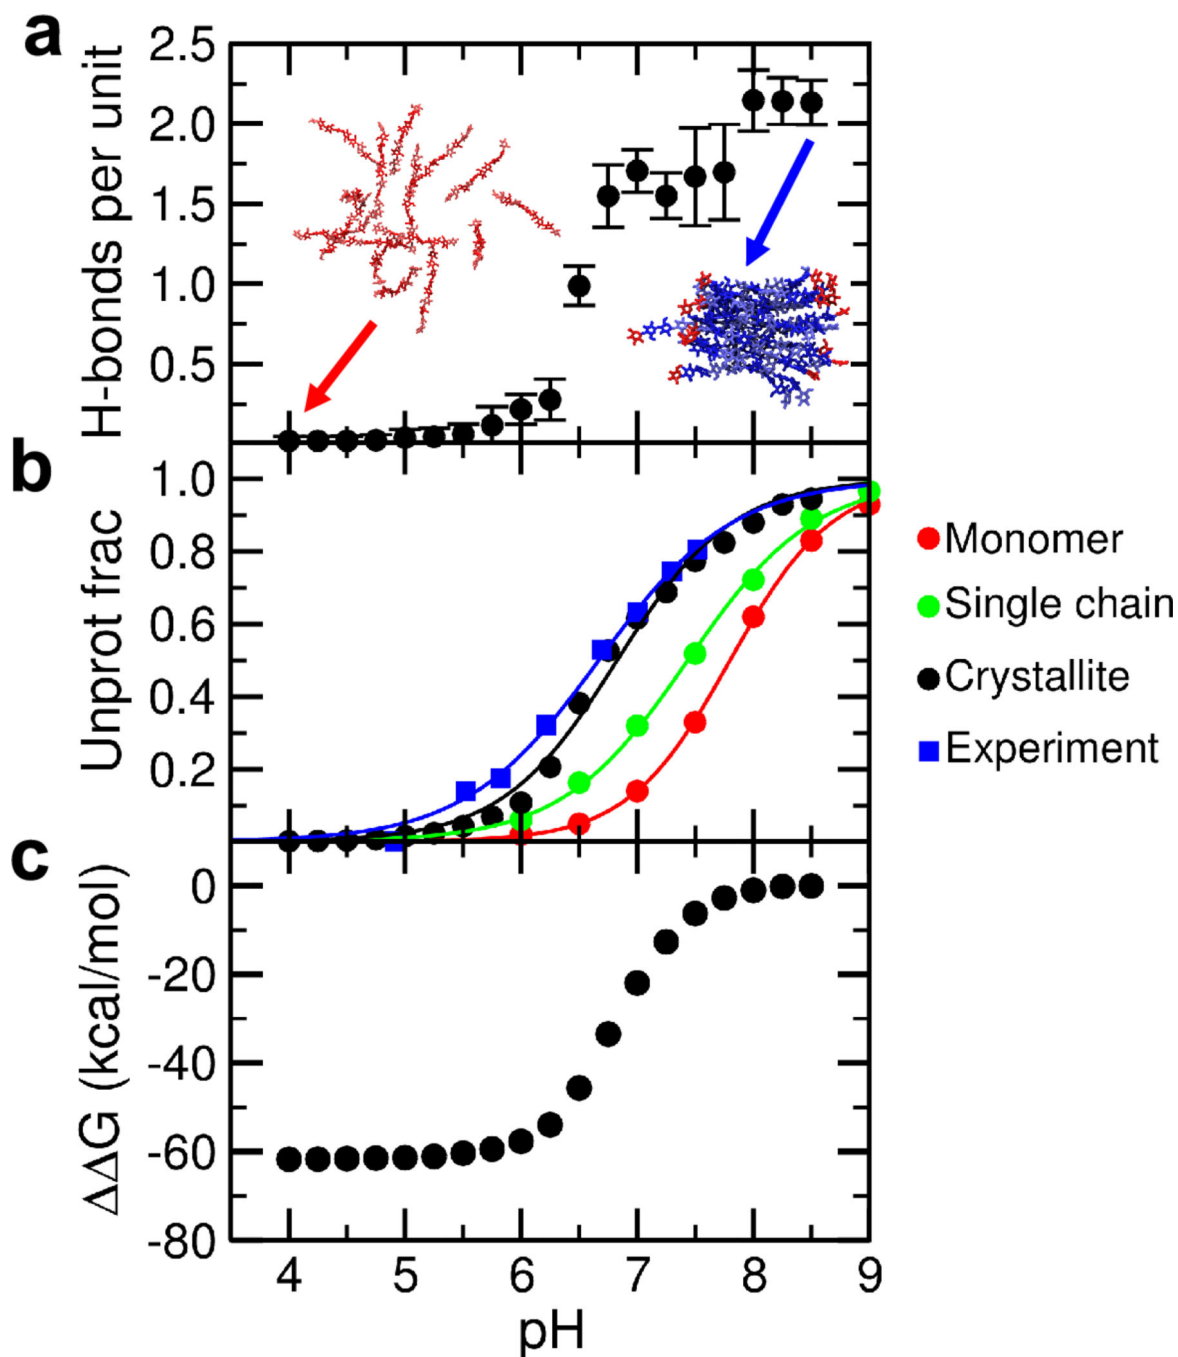 a
H-bonds per unit
2.5
2.0
1.5
1.0
0.5
b
Unprot frac
1.0
0.8
0.6
0.4
0.2
Monomer
Single chain
Crystallite
Experiment
c
ΔΔG (kcal/mol)
0
-20
-40
-60
-80
4 5 6 7 8 9
pH